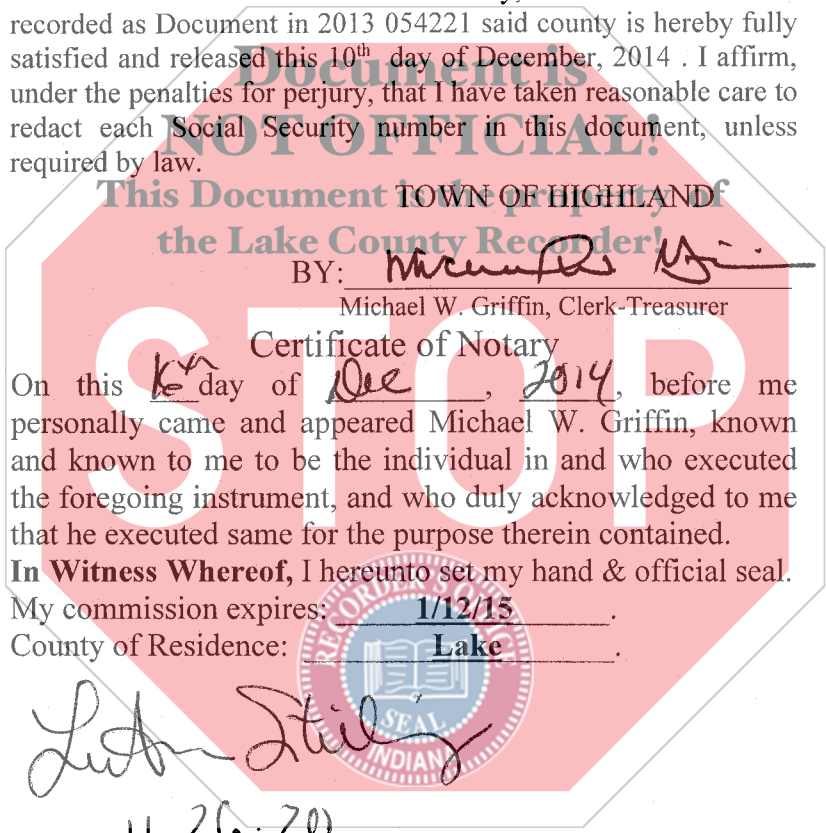 recorded as Document in 2013 054221 said county is hereby fully
satisfied and released this 10th day of December, 2014 . I affirm,
under the penalties for perjury, that I have taken reasonable care to
redact each Social Security number in this document, unless
required by law.
Document is
NOT OFFICIAL!
This Document is the property of
the Lake County Recorder!
TOWN OF HIGHLAND
BY:
Michael W. Griffin, Clerk-Treasurer
STOP
Certificate of Notary
On this 16th day of Dec, 2014, before me
personally came and appeared Michael W. Griffin, known
and known to me to be the individual in and who executed
the foregoing instrument, and who duly acknowledged to me
that he executed same for the purpose therein contained.
In Witness Whereof, I hereunto set my hand & official seal.
My commission expires: 1/12/15.
County of Residence: Lake.
RECORDER'S OFFICE
SEAL
INDIANA